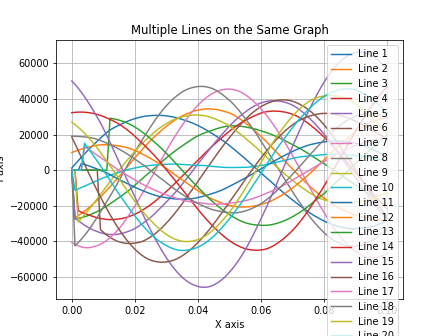 Multiple Lines on the Same Graph
60000
40000
20000
0
−20000
−40000
−60000
0.00
0.02
0.04
0.06
X axis
axis
Line 1
Line 2
Line 3
Line 4
Line 5
Line 6
Line 7
Line 8
Line 9
Line 10
Line 11
Line 12
Line 13
Line 14
Line 15
Line 16
Line 17
Line 18
Line 19
Line 20